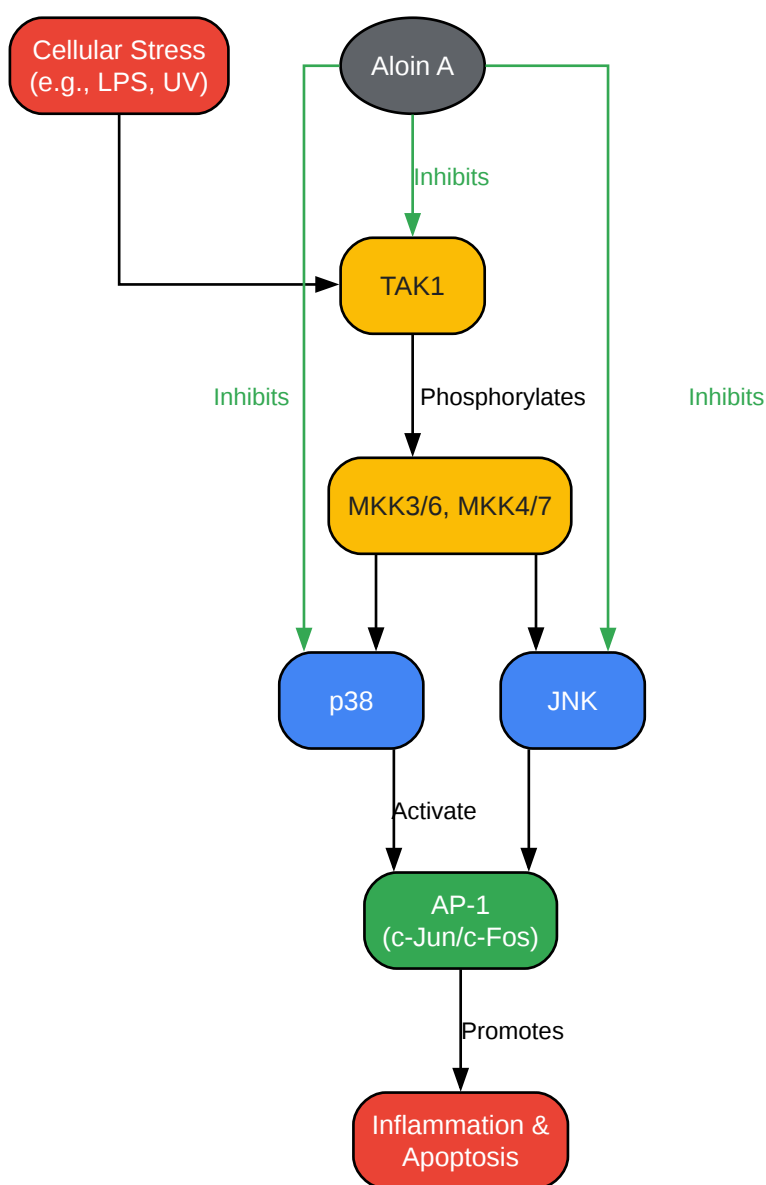 Cellular Stress
(e.g., LPS, UV)
Aloin A
Inhibits
TAK1
Inhibits
Phosphorylates
Inhibits
MKK3/6, MKK4/7
p38
JNK
Activate
AP-1
(c-Jun/c-Fos)
Promotes
Inflammation &
Apoptosis